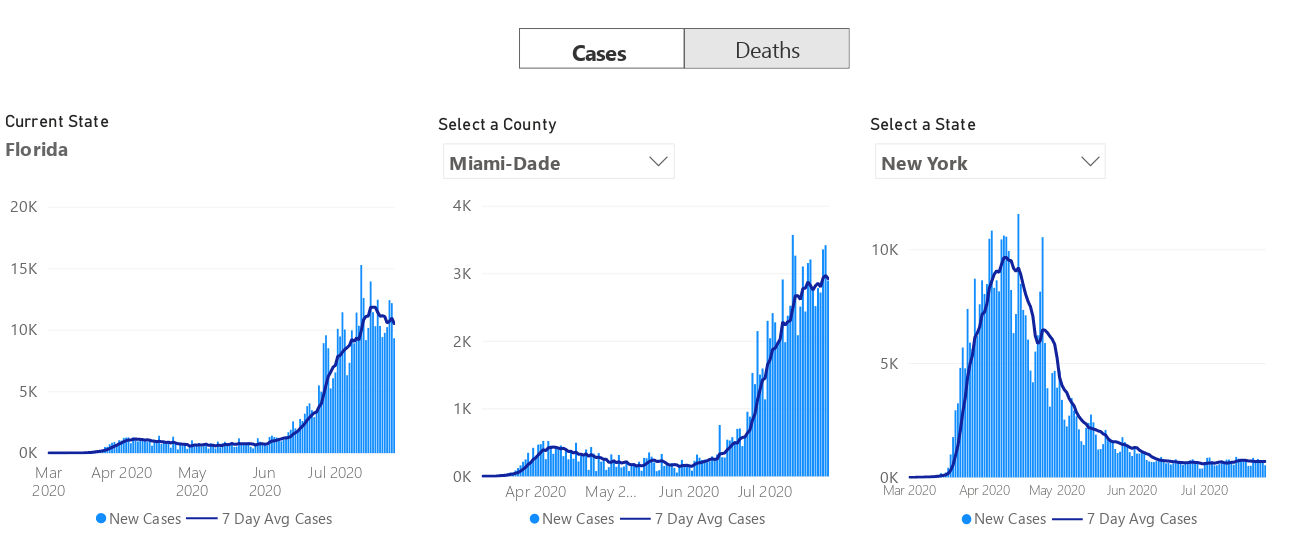 Cases
Deaths
Current State
Florida
20K
15K
10K
5K
0K
Mar 2020
Apr 2020
May 2020
Jun 2020
Jul 2020
New Cases
7 Day Avg Cases
Select a County
Miami-Dade
4K
3K
2K
1K
0K
Apr 2020
May 2...
Jun 2020
Jul 2020
New Cases
7 Day Avg Cases
Select a State
New York
10K
5K
0K
Mar 2020
Apr 2020
May 2020
Jun 2020
Jul 2020
New Cases
7 Day Avg Cases